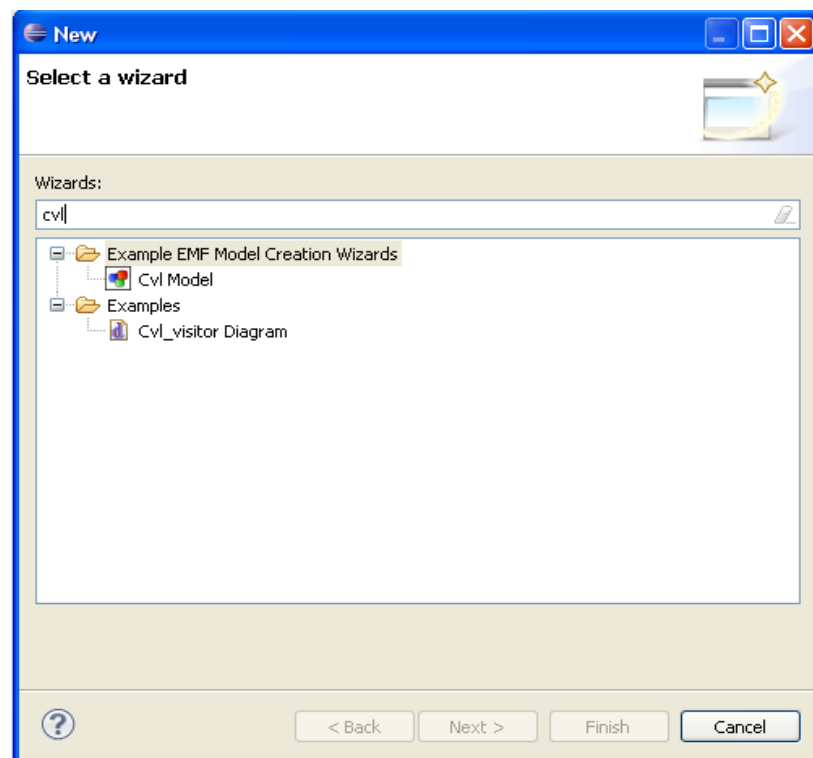 New
Select a wizard
Wizards:
cvl
Example EMF Model Creation Wizards
Cvl Model
Examples
Cvl_visitor Diagram
< Back Next > Finish Cancel